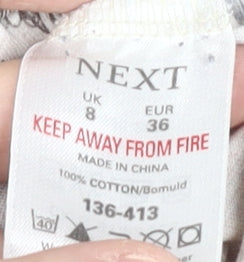 NEXT
UK EUR
8 36
KEEP AWAY FROM FIRE
MADE IN CHINA
100% COTTON/Bomuld
136-413
40